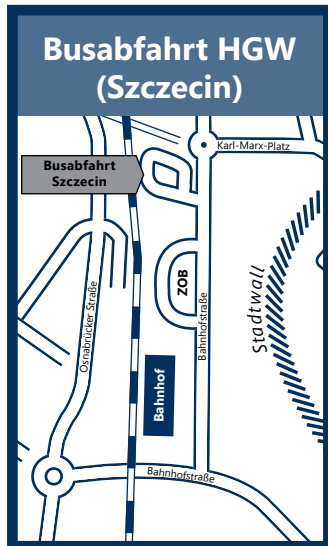 Busabfahrt HGW
(Szczecin)
Karl-Marx-Platz
Busabfahrt
Szczecin
ZOB
Stadtwall
Osnabrücker Straße
Bahnhofstraße
Bahnhof
Bahnhofstraße